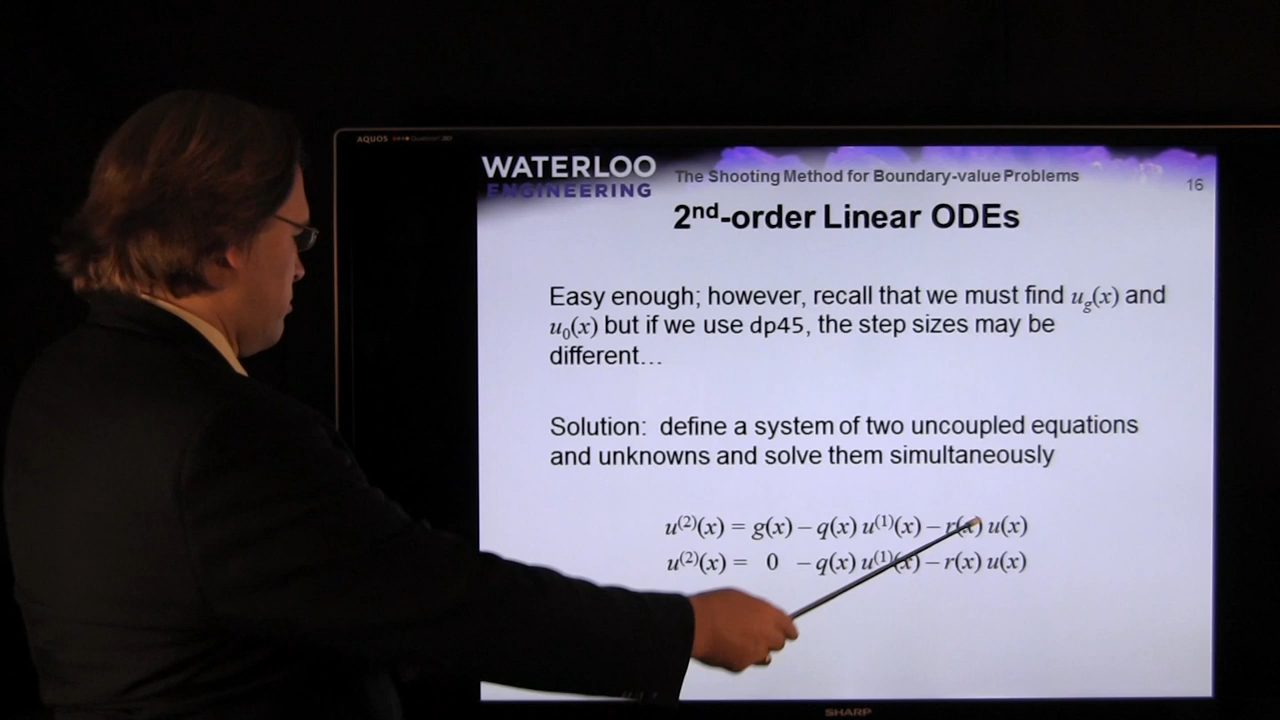 AQUOS
WATERLOO
ENGINEERING
The Shooting Method for Boundary-value Problems
16
2nd-order Linear ODEs
Easy enough; however, recall that we must find u_g(x) and
u_0(x) but if we use dp45, the step sizes may be
different…
Solution: define a system of two uncoupled equations
and unknowns and solve them simultaneously
u^(2)(x) = g(x) – q(x) u^(1)(x) – r(x) u(x)
u^(2)(x) = 0 – q(x) u^(1)(x) – r(x) u(x)
SHARP